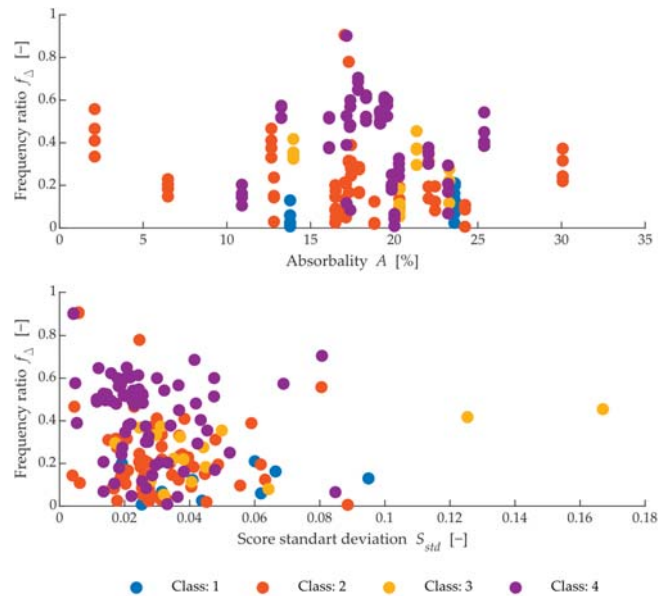 1
0.8
0.6
0.4
0.2
0
Frequency ratio f△ [–]
0 5 10 15 20 25 30 35
Absorbality A [%]
1
0.8
0.6
0.4
0.2
0
Frequency ratio f△ [–]
0 0.02 0.04 0.06 0.08 0.1 0.12 0.14 0.16 0.18
Score standart deviation Sstd [–]
Class: 1 Class: 2 Class: 3 Class: 4